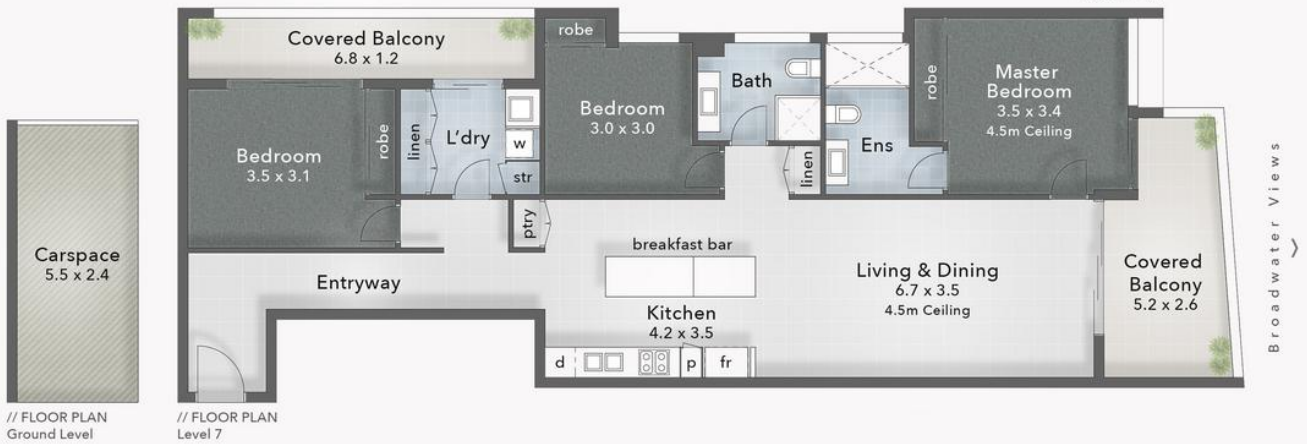 Carspace
5.5 x 2.4
// FLOOR PLAN
Ground Level
Covered Balcony
6.8 x 1.2
Bedroom
3.5 x 3.1
robe
linen
L'dry
w
str
robe
Bedroom
3.0 x 3.0
Bath
linen
Ens
robe
Master
Bedroom
3.5 x 3.4
4.5m Ceiling
ptry
breakfast bar
Entryway
Kitchen
4.2 x 3.5
d
p
fr
Living & Dining
6.7 x 3.5
4.5m Ceiling
Covered
Balcony
5.2 x 2.6
Broadwater Views >
// FLOOR PLAN
Level 7